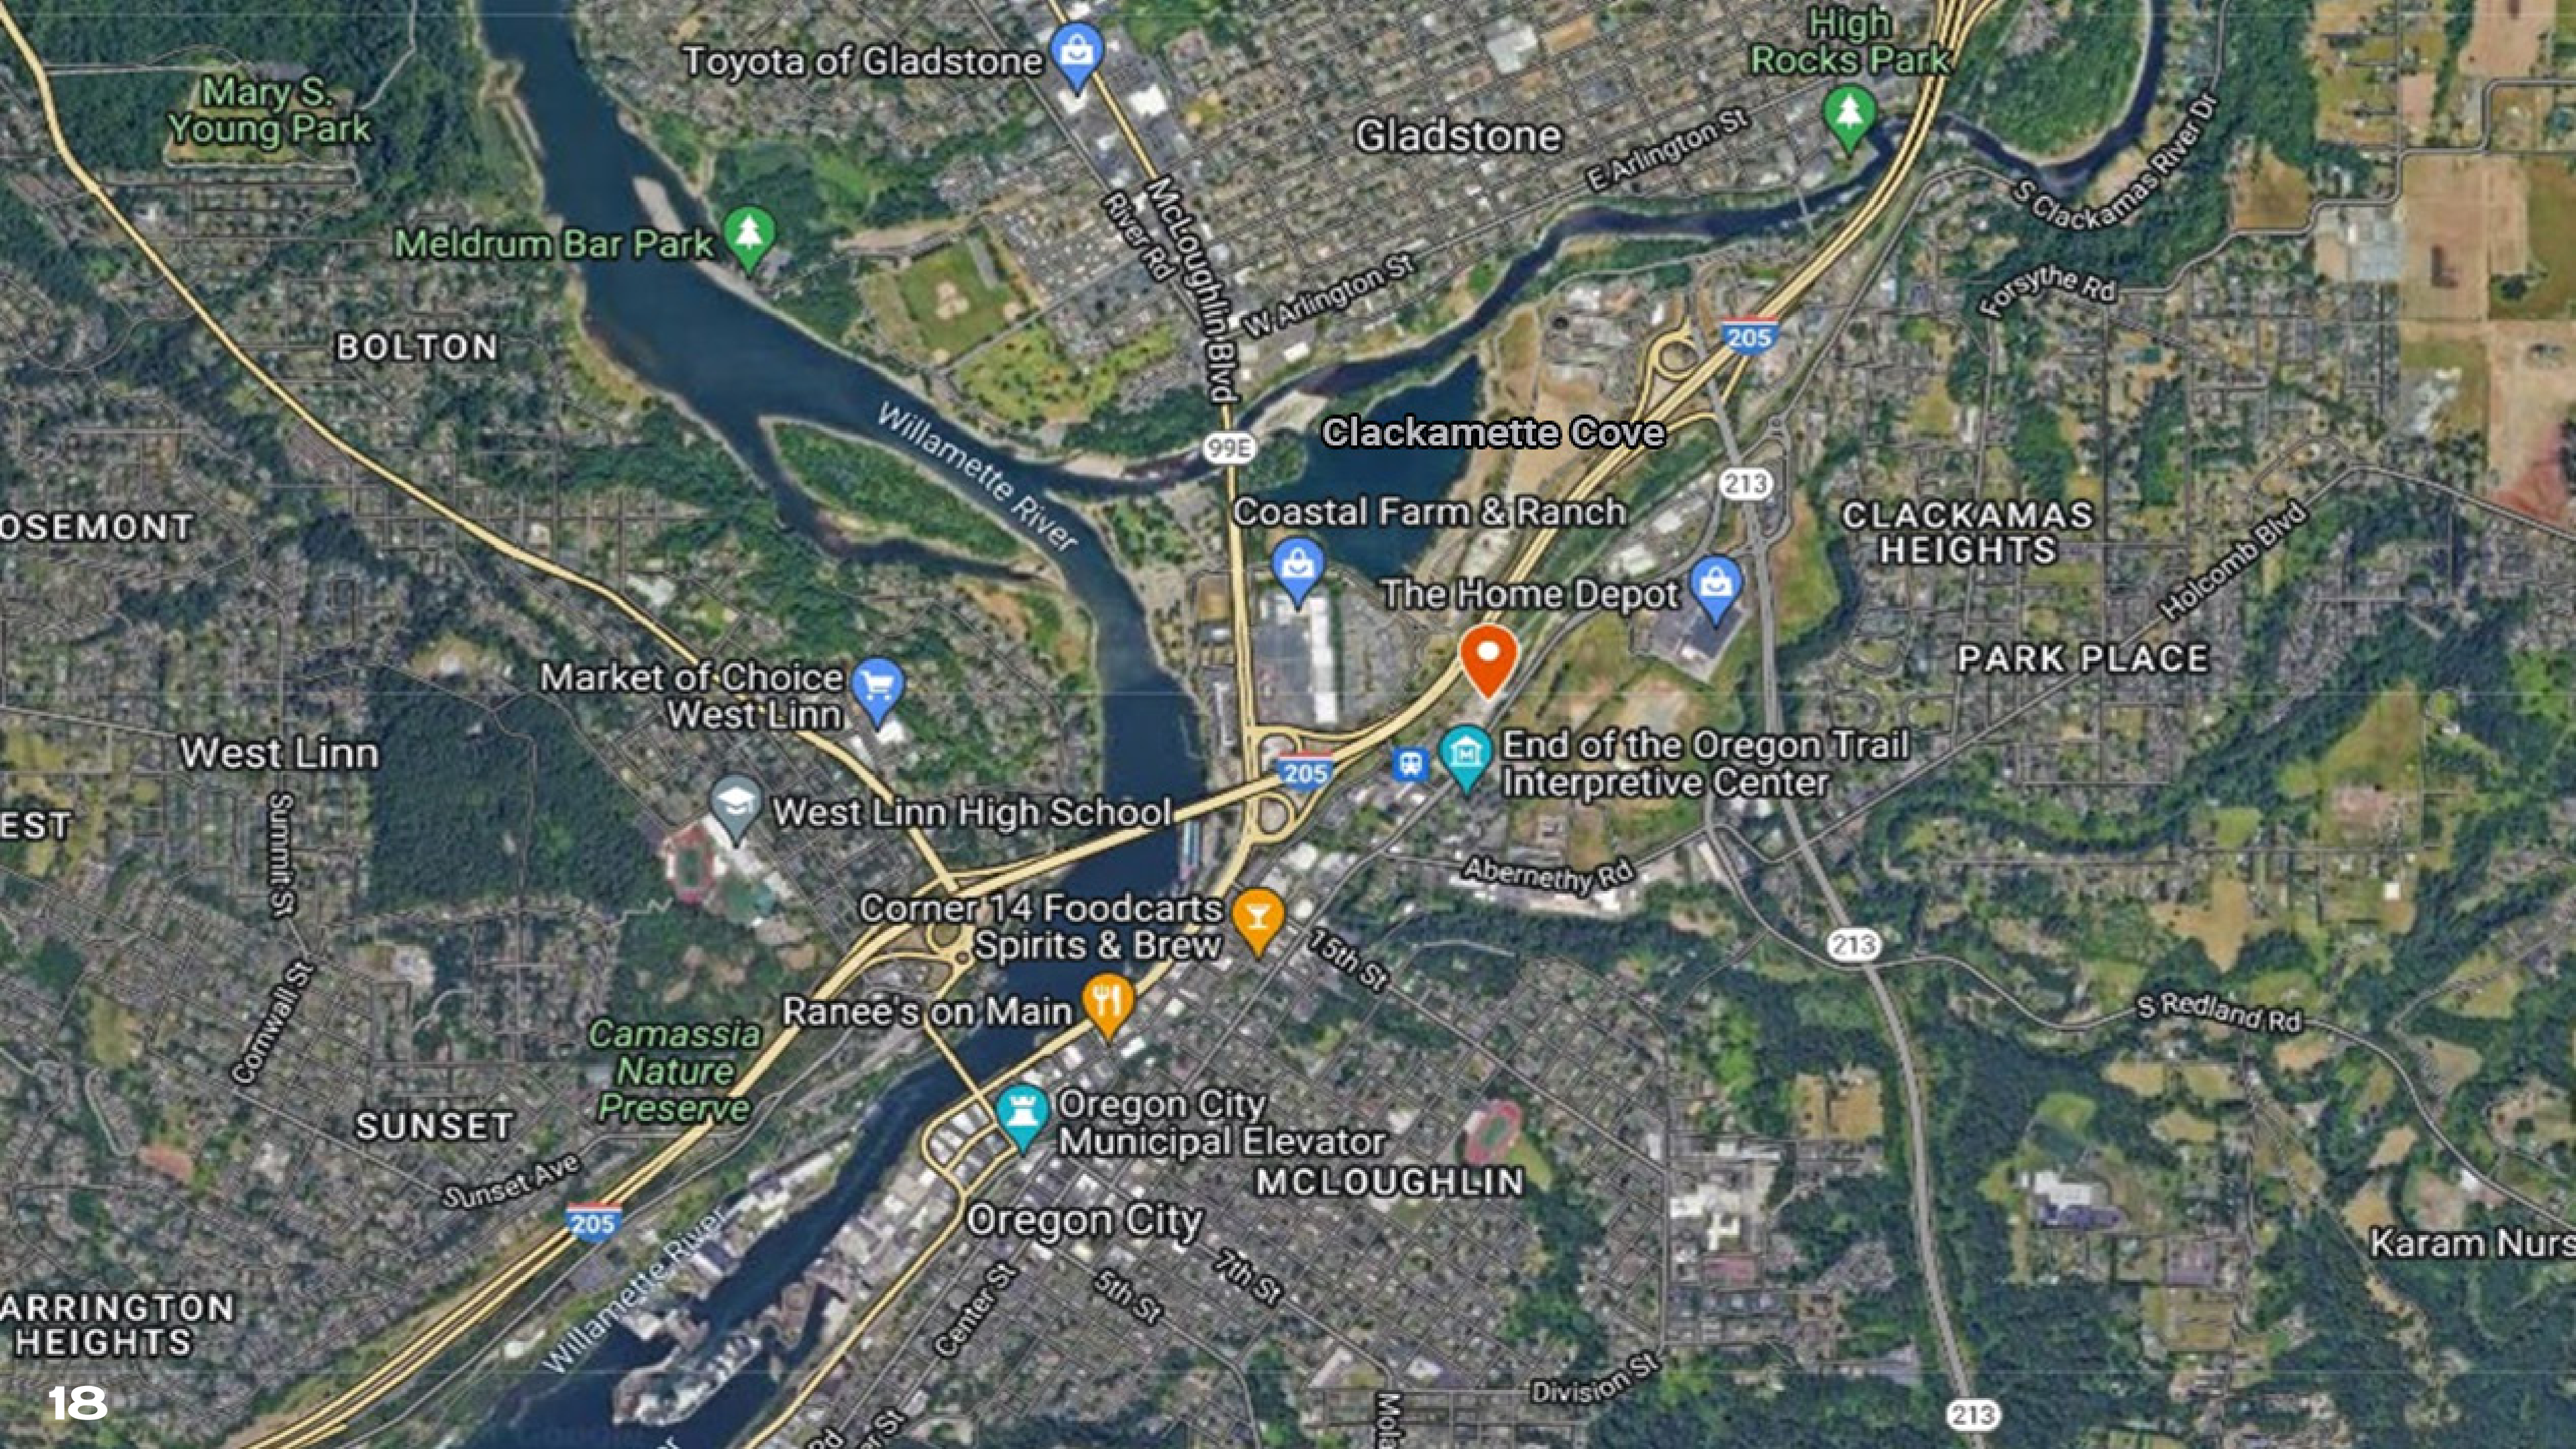 High
Rocks Park
Toyota of Gladstone
Mary S.
Young Park
Gladstone
E Arlington St
S Clackamas River Dr
McLoughlin Blvd
River Rd
Meldrum Bar Park
W Arlington St
Forsythe Rd
BOLTON
205
Willamette River
Clackamette Cove
99E
213
Coastal Farm & Ranch
CLACKAMAS
HEIGHTS
OSEMONT
Holcomb Blvd
The Home Depot
PARK PLACE
Market of Choice
West Linn
West Linn
End of the Oregon Trail
Interpretive Center
205
EST
Summit St
West Linn High School
Abernethy Rd
Corner 14 Foodcarts
Spirits & Brew
15th St
213
Cornwall St
Ranee's on Main
S Redland Rd
Camassia
Nature
Preserve
Oregon City
Municipal Elevator
SUNSET
MCLOUGHLIN
Sunset Ave
205
Oregon City
Willamette River
Karam Nurs
7th St
5th St
Center St
ARRINGTON
HEIGHTS
Division St
18
213
Mola
Rd
er St